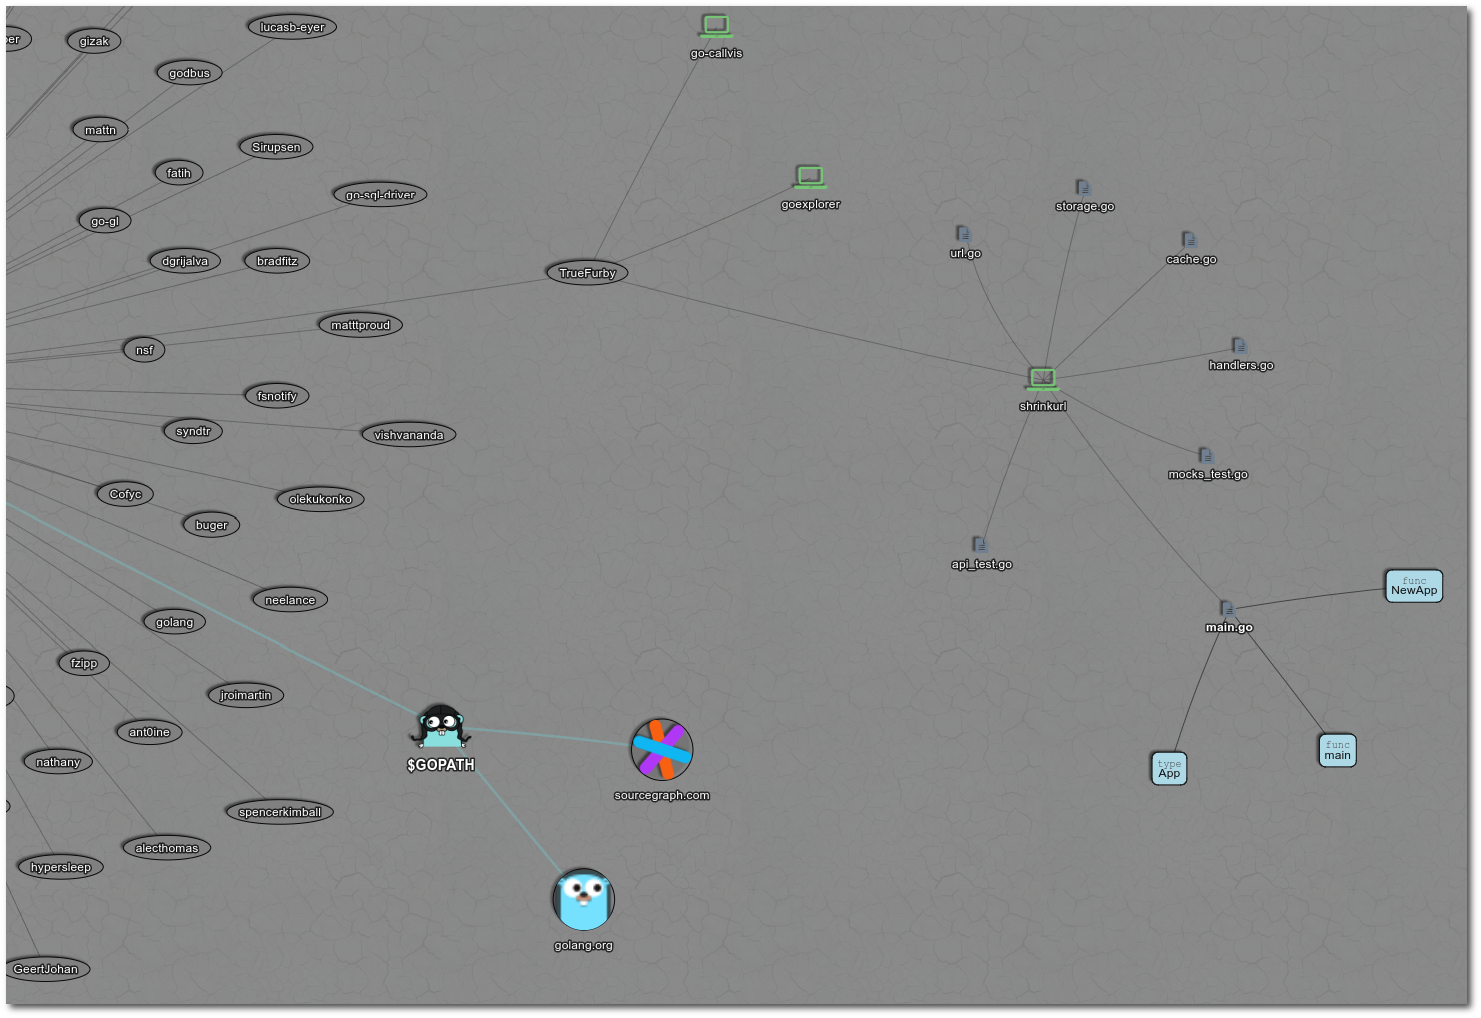 lucasb-eyer
gizak
godbus
mattn
Sirupsen
fatih
go-sql-driver
go-gl
dgrijalva
bradfitz
matttproud
nsf
fsnotify
syndtr
vishvananda
Cofyc
olekukonko
buger
neelance
golang
fzipp
jroimartin
ant0ine
nathany
spencerkimball
alecthomas
hypersleep
GeertJohan
go-callvis
goexplorer
TrueFurby
storage.go
url.go
cache.go
handlers.go
shrinkurl
mocks_test.go
api_test.go
main.go
func
NewApp
type
App
func
main
$GOPATH
sourcegraph.com
golang.org